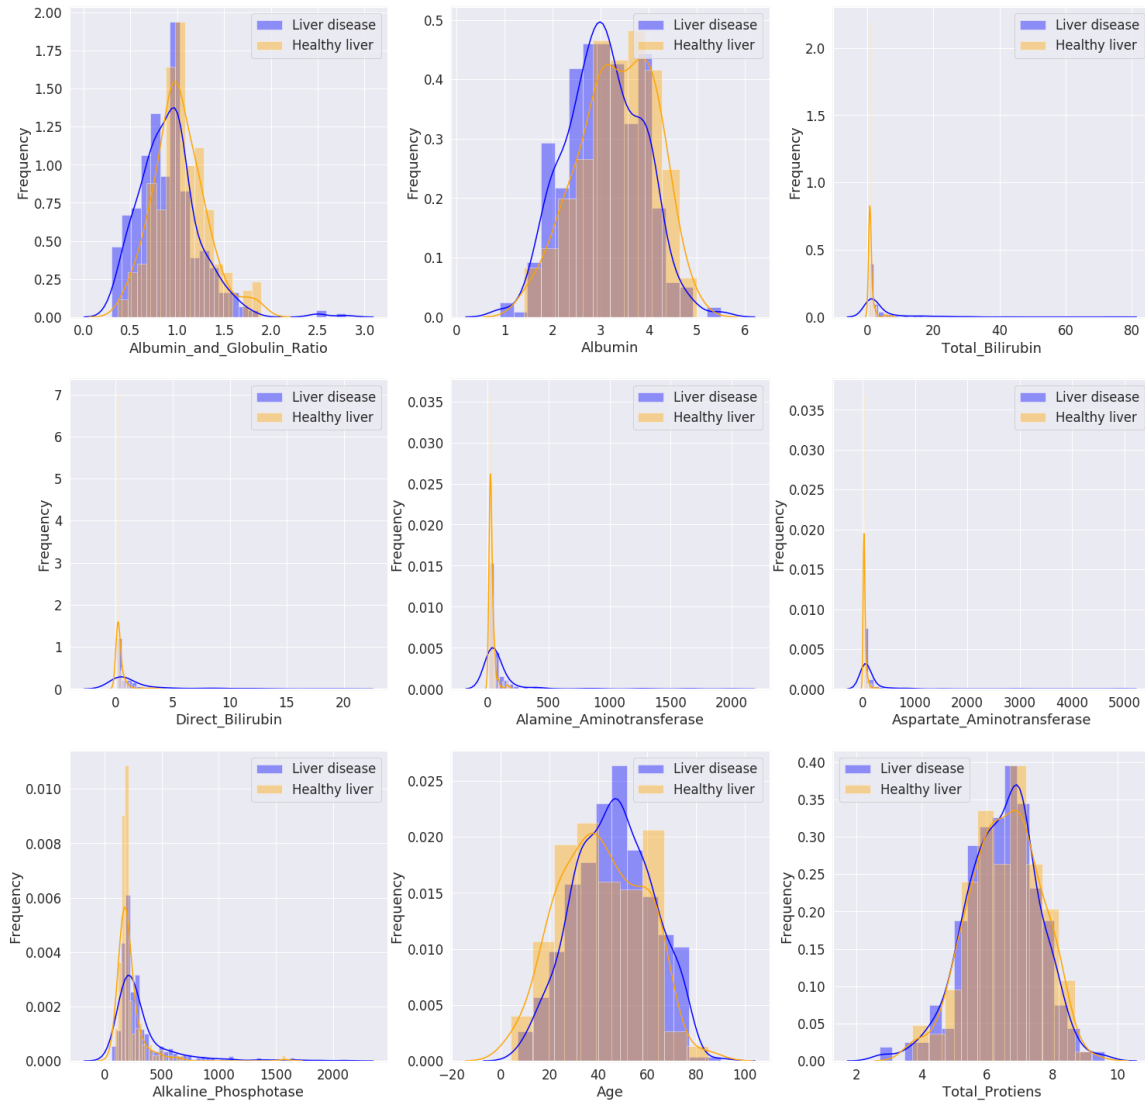 2.00
1.75
1.50
1.25
1.00
0.75
0.50
0.25
0.00
Frequency
Liver disease
Healthy liver
0.0 0.5 1.0 1.5 2.0 2.5 3.0
Albumin_and_Globulin_Ratio
0.5
0.4
0.3
0.2
0.1
0.0
Frequency
Liver disease
Healthy liver
0 1 2 3 4 5 6
Albumin
2.0
1.5
1.0
0.5
0.0
Frequency
Liver disease
Healthy liver
0 20 40 60 80
Total_Bilirubin
7
6
5
4
3
2
1
0
Frequency
Liver disease
Healthy liver
0 5 10 15 20
Direct_Bilirubin
0.035
0.030
0.025
0.020
0.015
0.010
0.005
0.000
Frequency
Liver disease
Healthy liver
0 500 1000 1500 2000
Alamine_Aminotransferase
0.035
0.030
0.025
0.020
0.015
0.010
0.005
0.000
Frequency
Liver disease
Healthy liver
0 1000 2000 3000 4000 5000
Aspartate_Aminotransferase
0.010
0.008
0.006
0.004
0.002
0.000
Frequency
Liver disease
Healthy liver
0 500 1000 1500 2000
Alkaline_Phosphotase
0.025
0.020
0.015
0.010
0.005
0.000
Frequency
Liver disease
Healthy liver
−20 0 20 40 60 80 100
Age
0.40
0.35
0.30
0.25
0.20
0.15
0.10
0.05
0.00
Frequency
Liver disease
Healthy liver
2 4 6 8 10
Total_Protiens